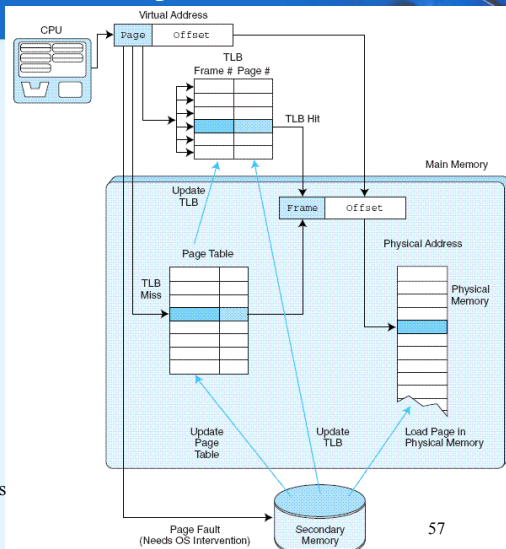 Virtual Address
CPU
Page Offset
TLB
Frame # Page #
TLB Hit
Main Memory
Update
TLB
Frame Offset
Physical Address
Page Table
TLB
Miss
Physical
Memory
Update
Page
Table
Update
TLB
Load Page in
Physical Memory
s
Page Fault
(Needs OS Intervention)
Secondary
Memory
57